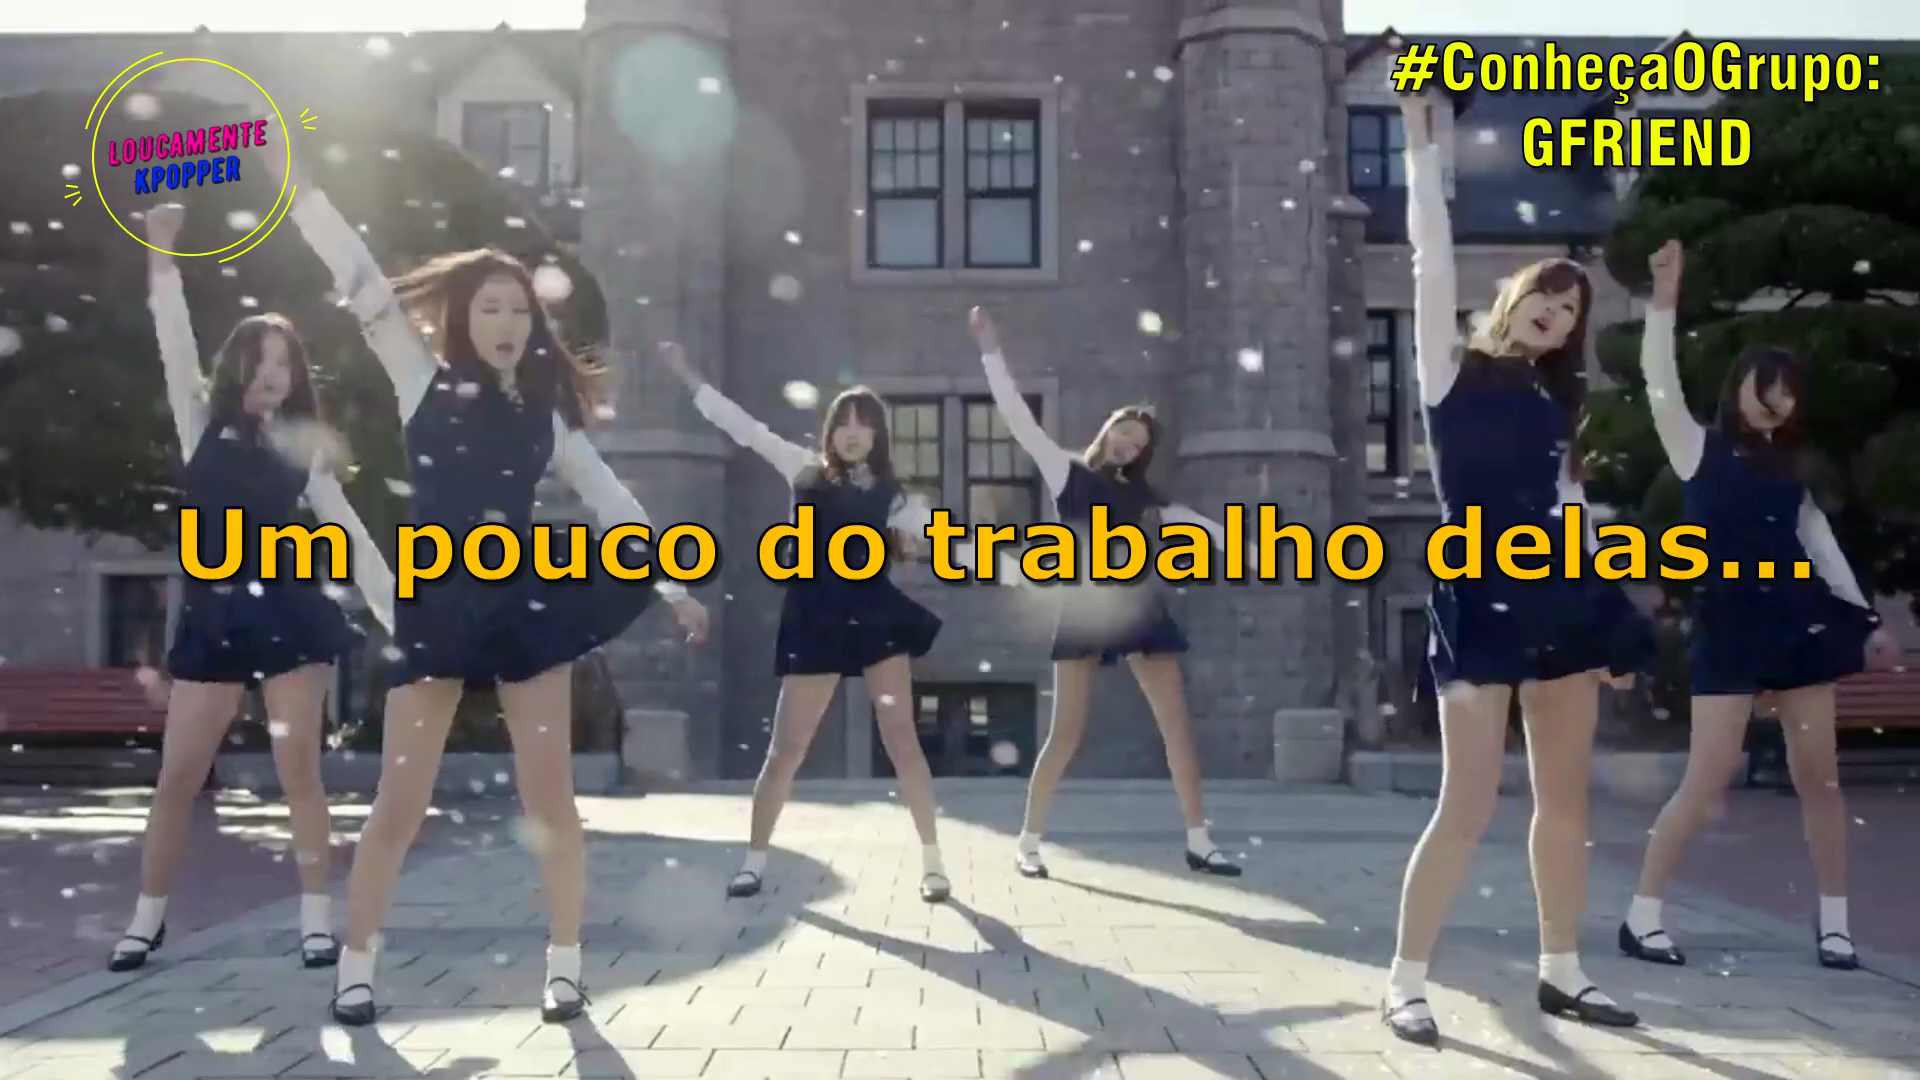 LOUCAMENTE
KPOPPER
#ConheçaOGrupo:
GFRIEND
Um pouco do trabalho delas...